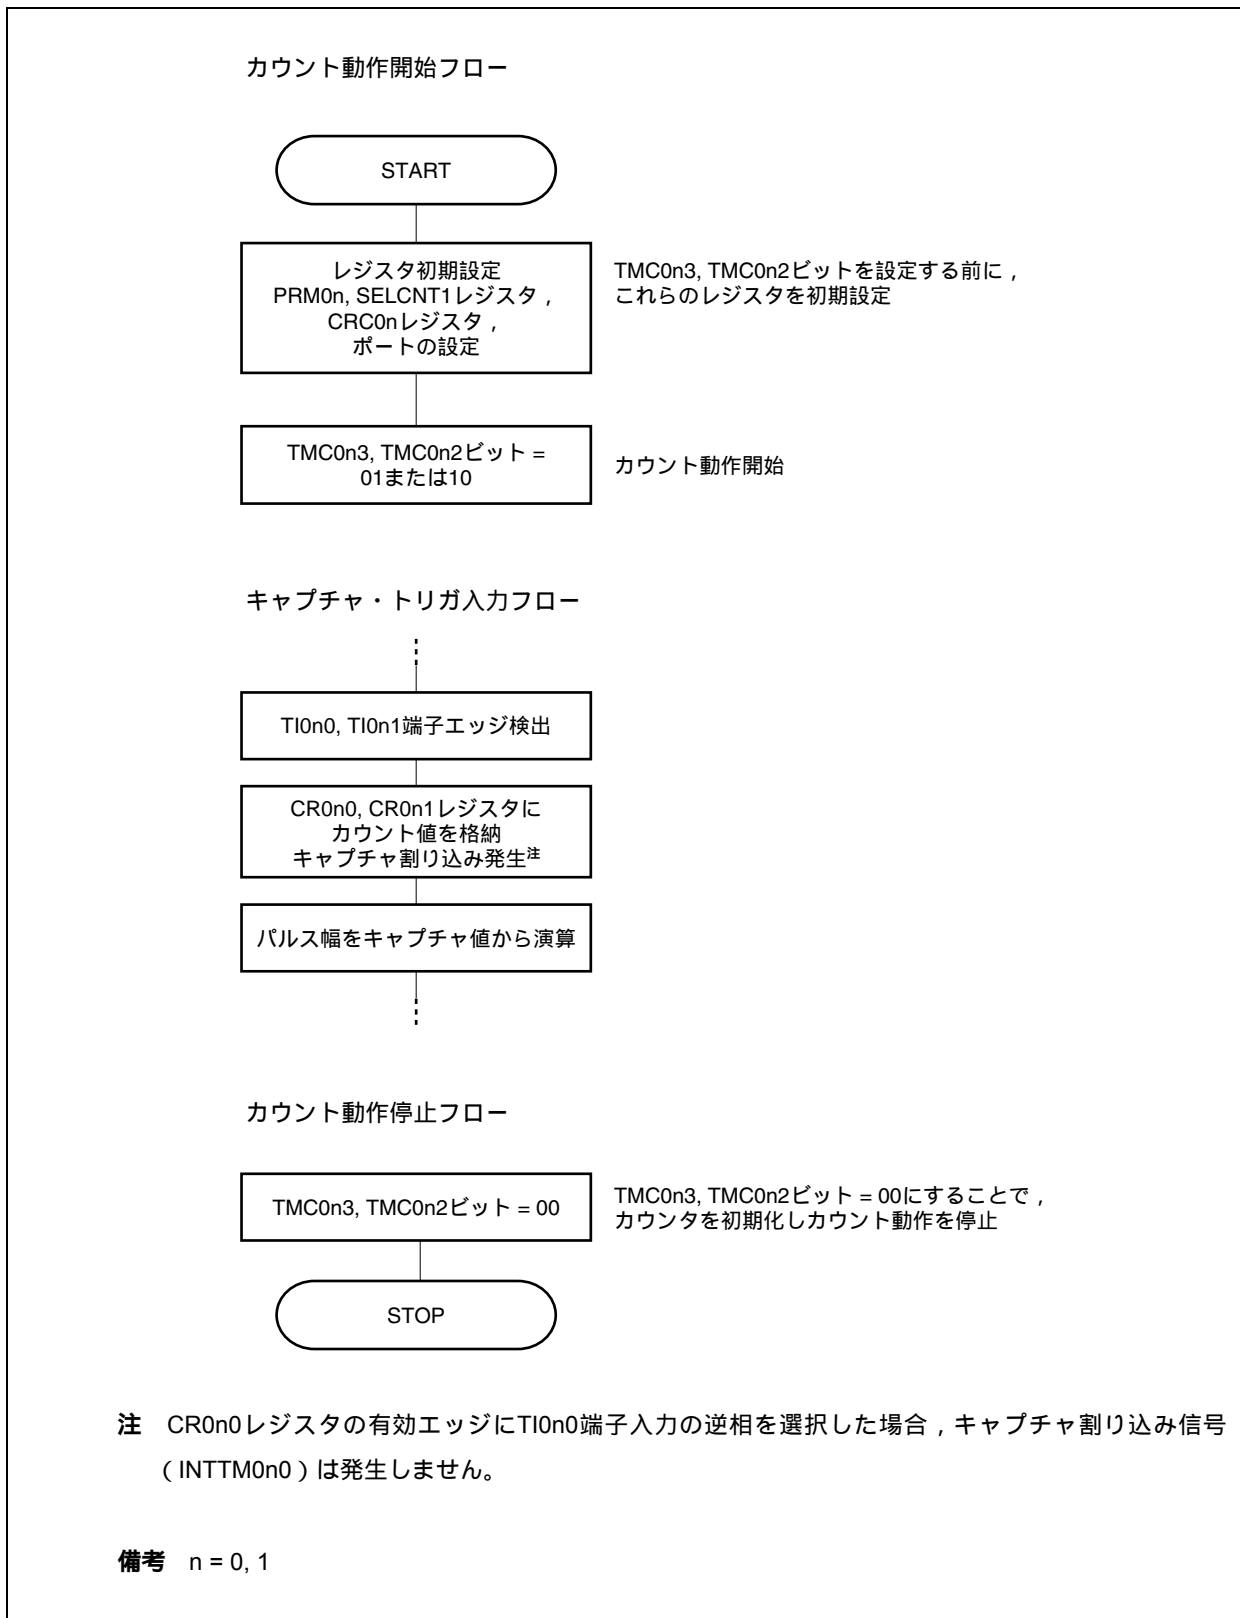 カウント動作開始フロー
START
レジスタ初期設定
PRM0n, SELCNT1レジスタ，
CRC0nレジスタ，
ポートの設定
TMC0n3, TMC0n2ビットを設定する前に，
これらのレジスタを初期設定
TMC0n3, TMC0n2ビット =
01または10
カウント動作開始
キャプチャ・トリガ入力フロー
TI0n0, TI0n1端子エッジ検出
CR0n0, CR0n1レジスタに
カウント値を格納
キャプチャ割り込み発生注
パルス幅をキャプチャ値から演算
カウント動作停止フロー
TMC0n3, TMC0n2ビット = 00
TMC0n3, TMC0n2ビット = 00にすることで，
カウンタを初期化しカウント動作を停止
STOP
注　CR0n0レジスタの有効エッジにTI0n0端子入力の逆相を選択した場合，キャプチャ割り込み信号
（INTTM0n0）は発生しません。
備考　n = 0, 1